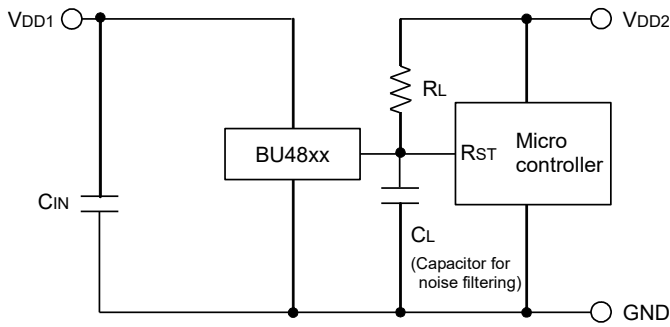 VDD1
VDD2
RL
BU48xx
RST
Micro
controller
CIN
CL
(Capacitor for
noise filtering)
GND